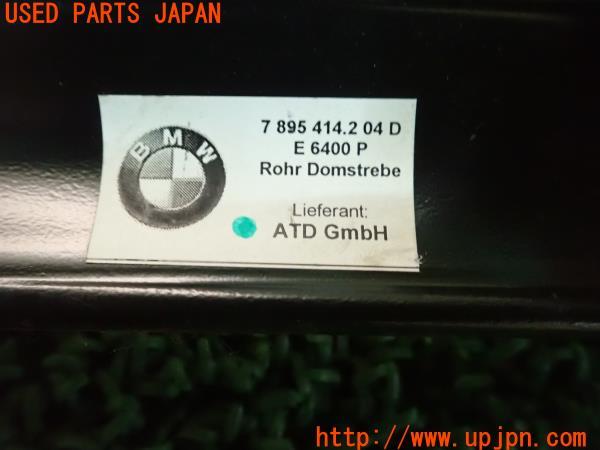 USED PARTS JAPAN
BMW
7 895 414.2 04 D
E 6400 P
Rohr Domstrebe
Lieferant:
ATD GmbH
http://www.upjpn.com/